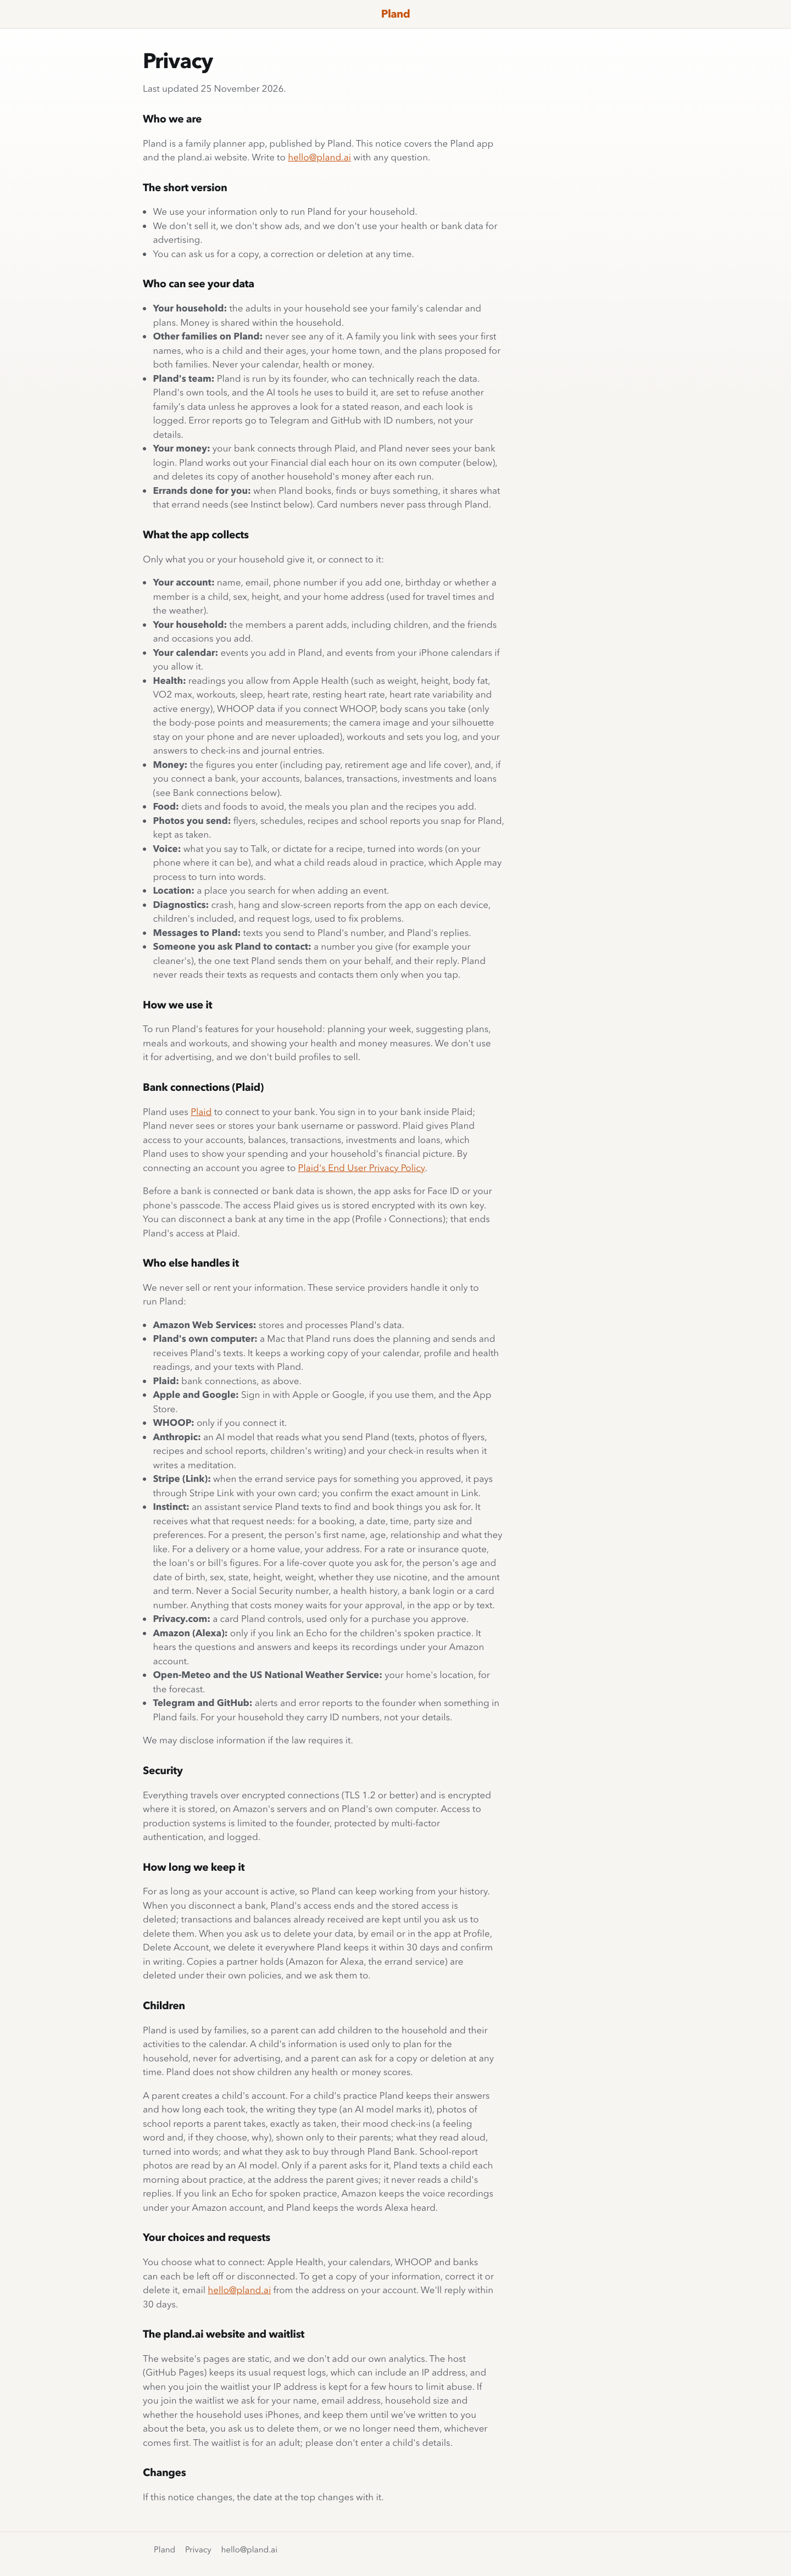 Pland
Privacy
Last updated 25 November 2026.
Who we are
Pland is a family planner app, published by Pland. This notice covers the Pland app
and the pland.ai website. Write to hello@pland.ai with any question.
The short version
• We use your information only to run Pland for your household.
• We don't sell it, we don't show ads, and we don't use your health or bank data for
advertising.
• You can ask us for a copy, a correction or deletion at any time.
Who can see your data
• Your household: the adults in your household see your family's calendar and
plans. Money is shared within the household.
• Other families on Pland: never see any of it. A family you link with sees your first
names, who is a child and their ages, your home town, and the plans proposed for
both families. Never your calendar, health or money.
• Pland's team: Pland is run by its founder, who can technically reach the data.
Pland's own tools, and the AI tools he uses to build it, are set to refuse another
family's data unless he approves a look for a stated reason, and each look is
logged. Error reports go to Telegram and GitHub with ID numbers, not your
details.
• Your money: your bank connects through Plaid, and Pland never sees your bank
login. Pland works out your Financial dial each hour on its own computer (below),
and deletes its copy of another household's money after each run.
• Errands done for you: when Pland books, finds or buys something, it shares what
that errand needs (see Instinct below). Card numbers never pass through Pland.
What the app collects
Only what you or your household give it, or connect to it:
• Your account: name, email, phone number if you add one, birthday or whether a
member is a child, sex, height, and your home address (used for travel times and
the weather).
• Your household: the members a parent adds, including children, and the friends
and occasions you add.
• Your calendar: events you add in Pland, and events from your iPhone calendars if
you allow it.
• Health: readings you allow from Apple Health (such as weight, height, body fat,
VO2 max, workouts, sleep, heart rate, resting heart rate, heart rate variability and
active energy), WHOOP data if you connect WHOOP, body scans you take (only
the body-pose points and measurements; the camera image and your silhouette
stay on your phone and are never uploaded), workouts and sets you log, and your
answers to check-ins and journal entries.
• Money: the figures you enter (including pay, retirement age and life cover), and, if
you connect a bank, your accounts, balances, transactions, investments and loans
(see Bank connections below).
• Food: diets and foods to avoid, the meals you plan and the recipes you add.
• Photos you send: flyers, schedules, recipes and school reports you snap for Pland,
kept as taken.
• Voice: what you say to Talk, or dictate for a recipe, turned into words (on your
phone where it can be), and what a child reads aloud in practice, which Apple may
process to turn into words.
• Location: a place you search for when adding an event.
• Diagnostics: crash, hang and slow-screen reports from the app on each device,
children's included, and request logs, used to fix problems.
• Messages to Pland: texts you send to Pland's number, and Pland's replies.
• Someone you ask Pland to contact: a number you give (for example your
cleaner's), the one text Pland sends them on your behalf, and their reply. Pland
never reads their texts as requests and contacts them only when you tap.
How we use it
To run Pland's features for your household: planning your week, suggesting plans,
meals and workouts, and showing your health and money measures. We don't use
it for advertising, and we don't build profiles to sell.
Bank connections (Plaid)
Pland uses Plaid to connect to your bank. You sign in to your bank inside Plaid;
Pland never sees or stores your bank username or password. Plaid gives Pland
access to your accounts, balances, transactions, investments and loans, which
Pland uses to show your spending and your household's financial picture. By
connecting an account you agree to Plaid's End User Privacy Policy.
Before a bank is connected or bank data is shown, the app asks for Face ID or your
phone's passcode. The access Plaid gives us is stored encrypted with its own key.
You can disconnect a bank at any time in the app (Profile › Connections); that ends
Pland's access at Plaid.
Who else handles it
We never sell or rent your information. These service providers handle it only to
run Pland:
• Amazon Web Services: stores and processes Pland's data.
• Pland's own computer: a Mac that Pland runs does the planning and sends and
receives Pland's texts. It keeps a working copy of your calendar, profile and health
readings, and your texts with Pland.
• Plaid: bank connections, as above.
• Apple and Google: Sign in with Apple or Google, if you use them, and the App
Store.
• WHOOP: only if you connect it.
• Anthropic: an AI model that reads what you send Pland (texts, photos of flyers,
recipes and school reports, children's writing) and your check-in results when it
writes a meditation.
• Stripe (Link): when the errand service pays for something you approved, it pays
through Stripe Link with your own card; you confirm the exact amount in Link.
• Instinct: an assistant service Pland texts to find and book things you ask for. It
receives what that request needs: for a booking, a date, time, party size and
preferences. For a present, the person's first name, age, relationship and what they
like. For a delivery or a home value, your address. For a rate or insurance quote,
the loan's or bill's figures. For a life-cover quote you ask for, the person's age and
date of birth, sex, state, height, weight, whether they use nicotine, and the amount
and term. Never a Social Security number, a health history, a bank login or a card
number. Anything that costs money waits for your approval, in the app or by text.
• Privacy.com: a card Pland controls, used only for a purchase you approve.
• Amazon (Alexa): only if you link an Echo for the children's spoken practice. It
hears the questions and answers and keeps its recordings under your Amazon
account.
• Open-Meteo and the US National Weather Service: your home's location, for
the forecast.
• Telegram and GitHub: alerts and error reports to the founder when something in
Pland fails. For your household they carry ID numbers, not your details.
We may disclose information if the law requires it.
Security
Everything travels over encrypted connections (TLS 1.2 or better) and is encrypted
where it is stored, on Amazon's servers and on Pland's own computer. Access to
production systems is limited to the founder, protected by multi-factor
authentication, and logged.
How long we keep it
For as long as your account is active, so Pland can keep working from your history.
When you disconnect a bank, Pland's access ends and the stored access is
deleted; transactions and balances already received are kept until you ask us to
delete them. When you ask us to delete your data, by email or in the app at Profile,
Delete Account, we delete it everywhere Pland keeps it within 30 days and confirm
in writing. Copies a partner holds (Amazon for Alexa, the errand service) are
deleted under their own policies, and we ask them to.
Children
Pland is used by families, so a parent can add children to the household and their
activities to the calendar. A child's information is used only to plan for the
household, never for advertising, and a parent can ask for a copy or deletion at any
time. Pland does not show children any health or money scores.
A parent creates a child's account. For a child's practice Pland keeps their answers
and how long each took, the writing they type (an AI model marks it), photos of
school reports a parent takes, exactly as taken, their mood check-ins (a feeling
word and, if they choose, why), shown only to their parents; what they read aloud,
turned into words; and what they ask to buy through Pland Bank. School-report
photos are read by an AI model. Only if a parent asks for it, Pland texts a child each
morning about practice, at the address the parent gives; it never reads a child's
replies. If you link an Echo for spoken practice, Amazon keeps the voice recordings
under your Amazon account, and Pland keeps the words Alexa heard.
Your choices and requests
You choose what to connect: Apple Health, your calendars, WHOOP and banks
can each be left off or disconnected. To get a copy of your information, correct it or
delete it, email hello@pland.ai from the address on your account. We'll reply within
30 days.
The pland.ai website and waitlist
The website's pages are static, and we don't add our own analytics. The host
(GitHub Pages) keeps its usual request logs, which can include an IP address, and
when you join the waitlist your IP address is kept for a few hours to limit abuse. If
you join the waitlist we ask for your name, email address, household size and
whether the household uses iPhones, and keep them until we've written to you
about the beta, you ask us to delete them, or we no longer need them, whichever
comes first. The waitlist is for an adult; please don't enter a child's details.
Changes
If this notice changes, the date at the top changes with it.
Pland Privacy hello@pland.ai